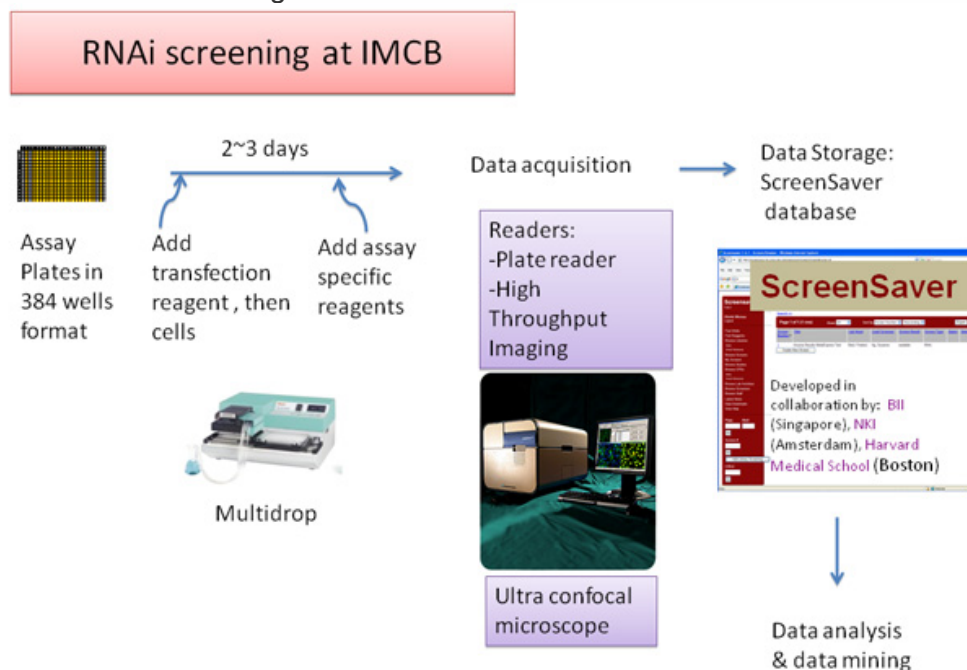 RNAi screening at IMCB
2~3 days
Assay
Plates in
384 wells
format
Add
transfection
reagent , then
cells
Add assay
specific
reagents
Multidrop
Data acquisition
Readers:
-Plate reader
-High
Throughput
Imaging
Ultra confocal
microscope
Data Storage:
ScreenSaver
database
ScreenSaver
Developed in
collaboration by: BII
(Singapore), NKI
(Amsterdam), Harvard
Medical School (Boston)
Data analysis
& data mining